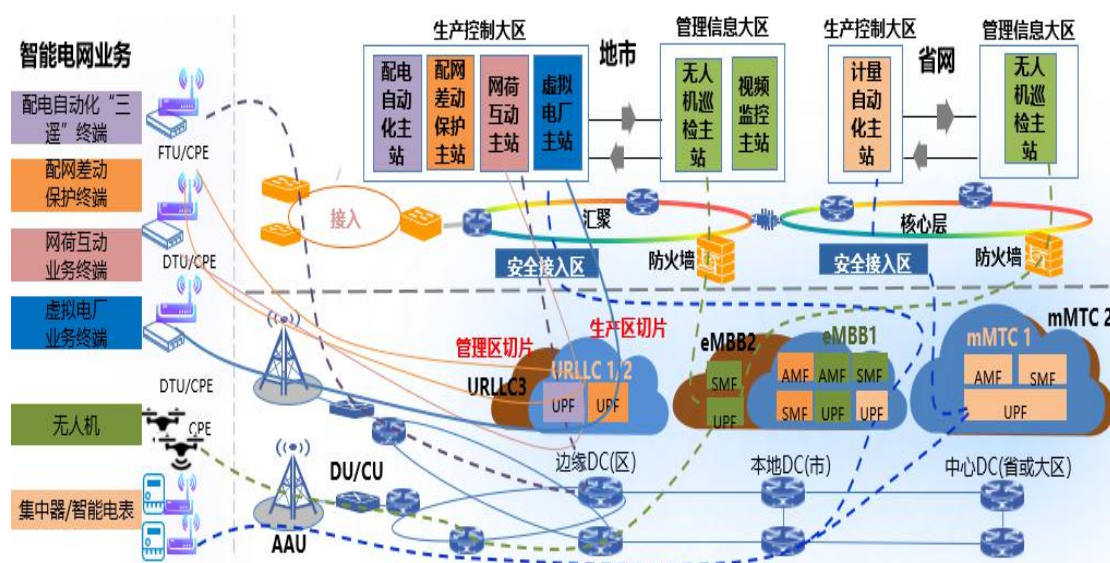 智能电网业务
配电自动化“三
遥”终端
配网差动
保护终端
网荷互动
业务终端
虚拟电厂
业务终端
无人机
集中器/智能电表
FTU/CPE
DTU/CPE
DTU/CPE
CPE
生产控制大区
地市
管理信息大区
配电自动化主站
配网差动保护主站
网荷互动主站
虚拟电厂主站
无人机巡检主站
视频监控主站
生产控制大区
省网
管理信息大区
计量自动化主站
无人机巡检主站
接入
汇聚
核心层
安全接入区
防火墙
安全接入区
防火墙
管理区切片
生产区切片
URLLC3
URLLC 1/2
UPF
UPF
eMBB2
SMF
UPF
eMBB1
AMF
AMF
SMF
SMF
UPF
UPF
mMTC 2
mMTC 1
AMF
SMF
UPF
边缘DC(区)
本地DC(市)
中心DC(省或大区)
DU/CU
AAU